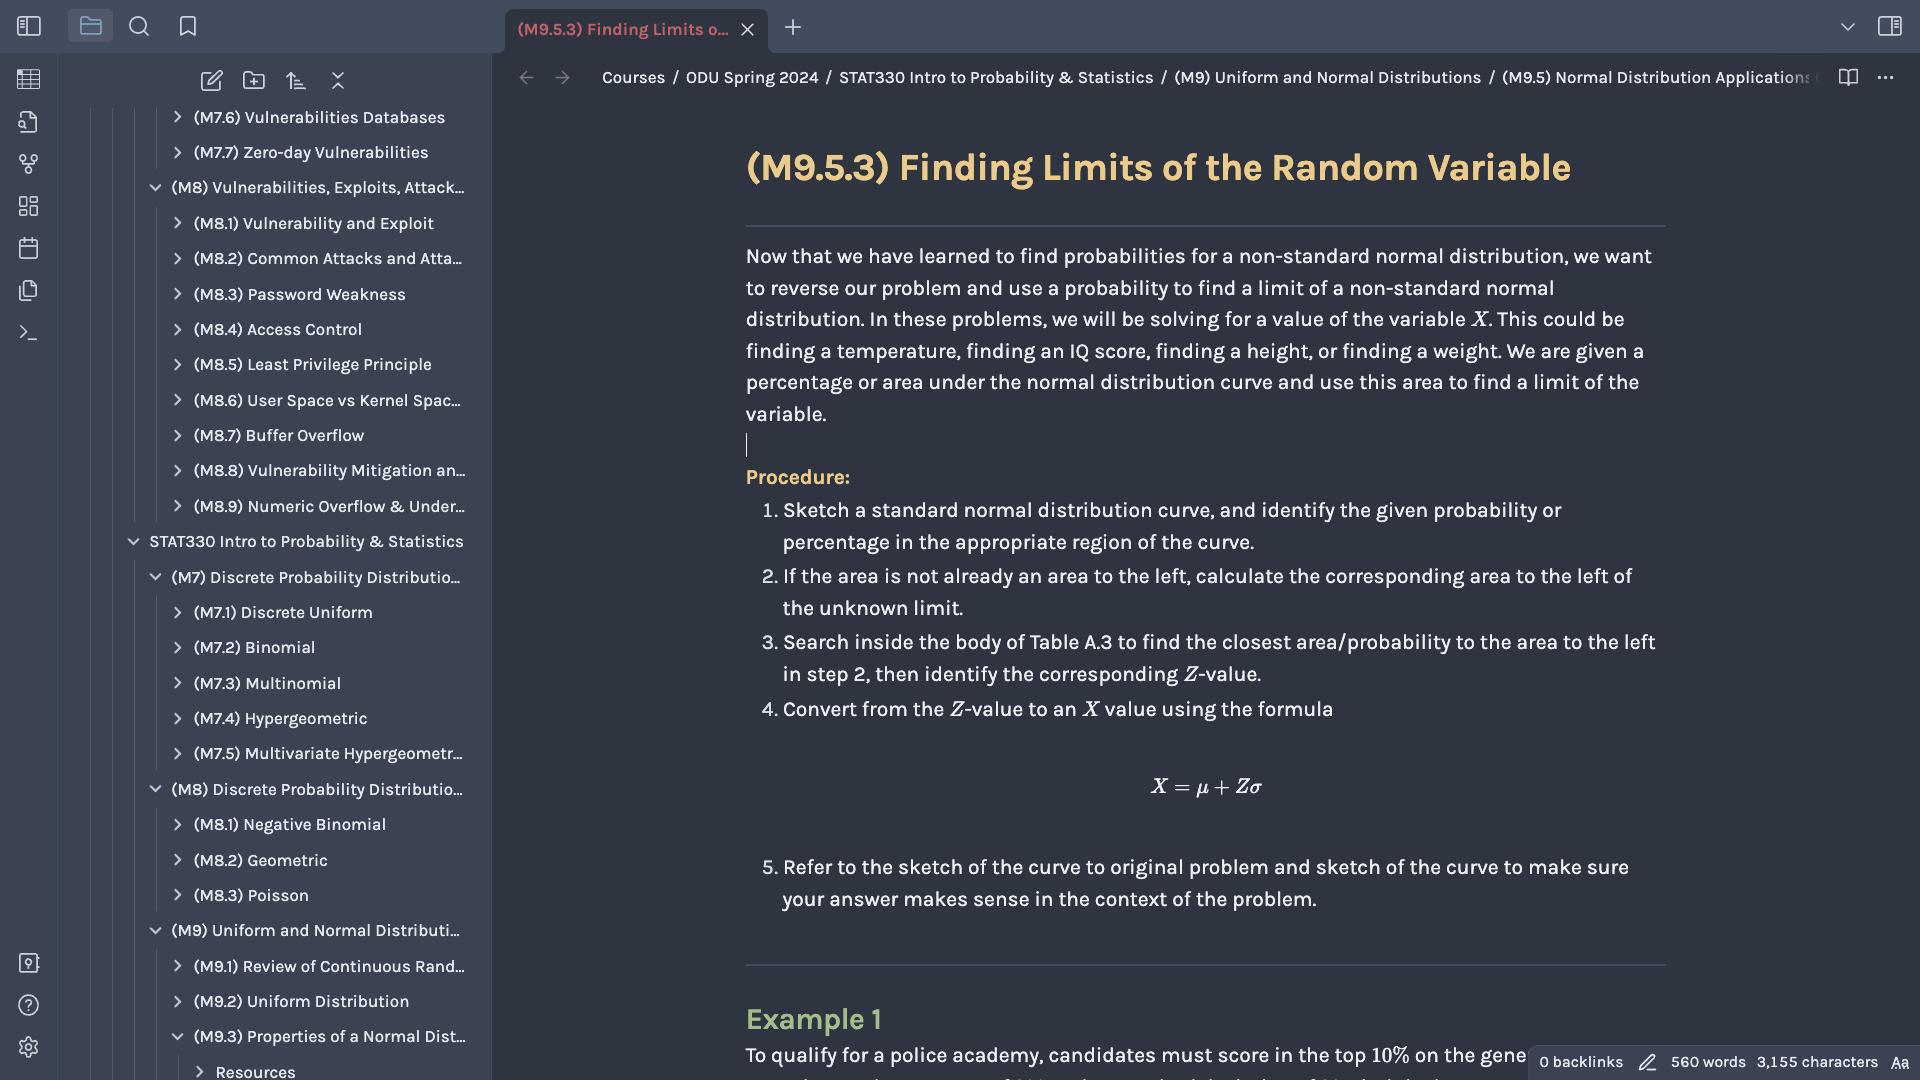 (M9.5.3) Finding Limits o...
Courses / ODU Spring 2024 / STAT330 Intro to Probability & Statistics / (M9) Uniform and Normal Distributions / (M9.5) Normal Distribution Applications
(M7.6) Vulnerabilities Databases
(M7.7) Zero-day Vulnerabilities
(M8) Vulnerabilities, Exploits, Attack...
(M8.1) Vulnerability and Exploit
(M8.2) Common Attacks and Atta...
(M8.3) Password Weakness
(M8.4) Access Control
(M8.5) Least Privilege Principle
(M8.6) User Space vs Kernel Spac...
(M8.7) Buffer Overflow
(M8.8) Vulnerability Mitigation an...
(M8.9) Numeric Overflow & Under...
STAT330 Intro to Probability & Statistics
(M7) Discrete Probability Distributio...
(M7.1) Discrete Uniform
(M7.2) Binomial
(M7.3) Multinomial
(M7.4) Hypergeometric
(M7.5) Multivariate Hypergeometr...
(M8) Discrete Probability Distributio...
(M8.1) Negative Binomial
(M8.2) Geometric
(M8.3) Poisson
(M9) Uniform and Normal Distributi...
(M9.1) Review of Continuous Rand...
(M9.2) Uniform Distribution
(M9.3) Properties of a Normal Dist...
Resources
(M9.5.3) Finding Limits of the Random Variable
Now that we have learned to find probabilities for a non-standard normal distribution, we want
to reverse our problem and use a probability to find a limit of a non-standard normal
distribution. In these problems, we will be solving for a value of the variable X. This could be
finding a temperature, finding an IQ score, finding a height, or finding a weight. We are given a
percentage or area under the normal distribution curve and use this area to find a limit of the
variable.
Procedure:
1. Sketch a standard normal distribution curve, and identify the given probability or
percentage in the appropriate region of the curve.
2. If the area is not already an area to the left, calculate the corresponding area to the left of
the unknown limit.
3. Search inside the body of Table A.3 to find the closest area/probability to the area to the left
in step 2, then identify the corresponding Z-value.
4. Convert from the Z-value to an X value using the formula
X = μ + Zσ
5. Refer to the sketch of the curve to original problem and sketch of the curve to make sure
your answer makes sense in the context of the problem.
Example 1
To qualify for a police academy, candidates must score in the top 10% on the gene
0 backlinks 560 words 3,155 characters Aa